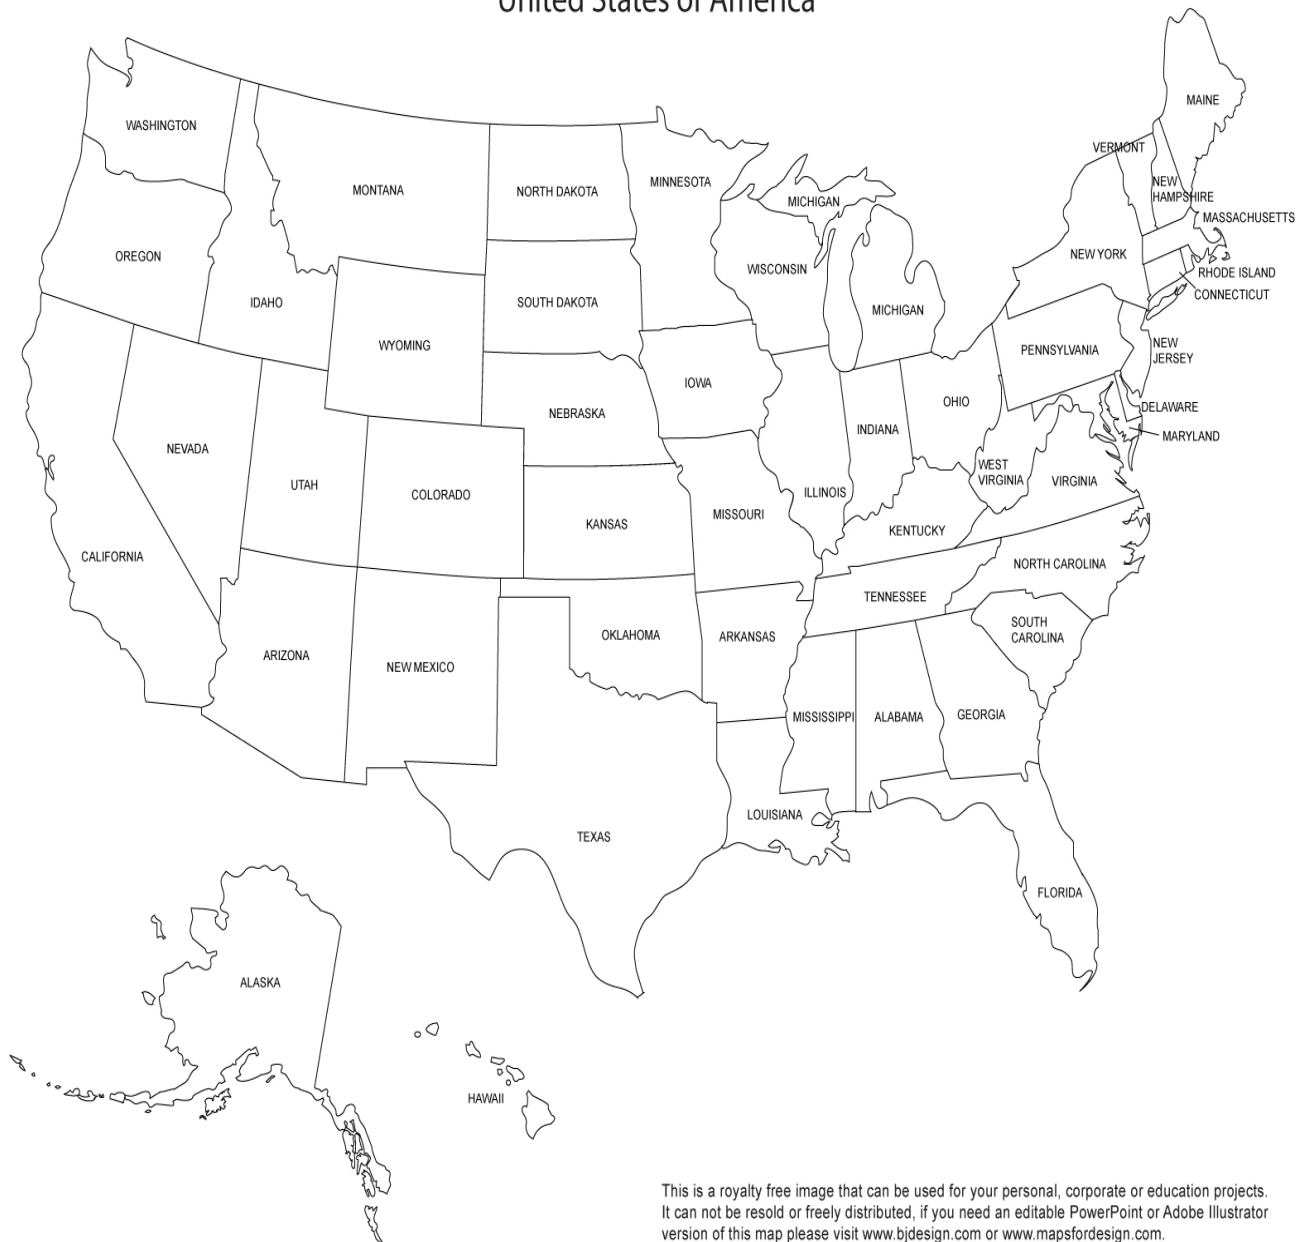 United States of America
MAINE
WASHINGTON
VERMONT
MONTANA
NORTH DAKOTA
MINNESOTA
MICHIGAN
NEW
HAMPSHIRE
MASSACHUSETTS
OREGON
NEW YORK
WISCONSIN
RHODE ISLAND
CONNECTICUT
IDAHO
SOUTH DAKOTA
MICHIGAN
WYOMING
PENNSYLVANIA
NEW
JERSEY
IOWA
OHIO
DELAWARE
NEBRASKA
MARYLAND
INDIANA
NEVADA
WEST
VIRGINIA
VIRGINIA
UTAH
COLORADO
ILLINOIS
MISSOURI
KANSAS
KENTUCKY
CALIFORNIA
NORTH CAROLINA
TENNESSEE
SOUTH
CAROLINA
OKLAHOMA
ARKANSAS
ARIZONA
NEW MEXICO
MISSISSIPPI
ALABAMA
GEORGIA
LOUISIANA
TEXAS
FLORIDA
ALASKA
HAWAII
This is a royalty free image that can be used for your personal, corporate or education projects.
It can not be resold or freely distributed, if you need an editable PowerPoint or Adobe Illustrator
version of this map please visit www.bjdesign.com or www.mapsfordesign.com.